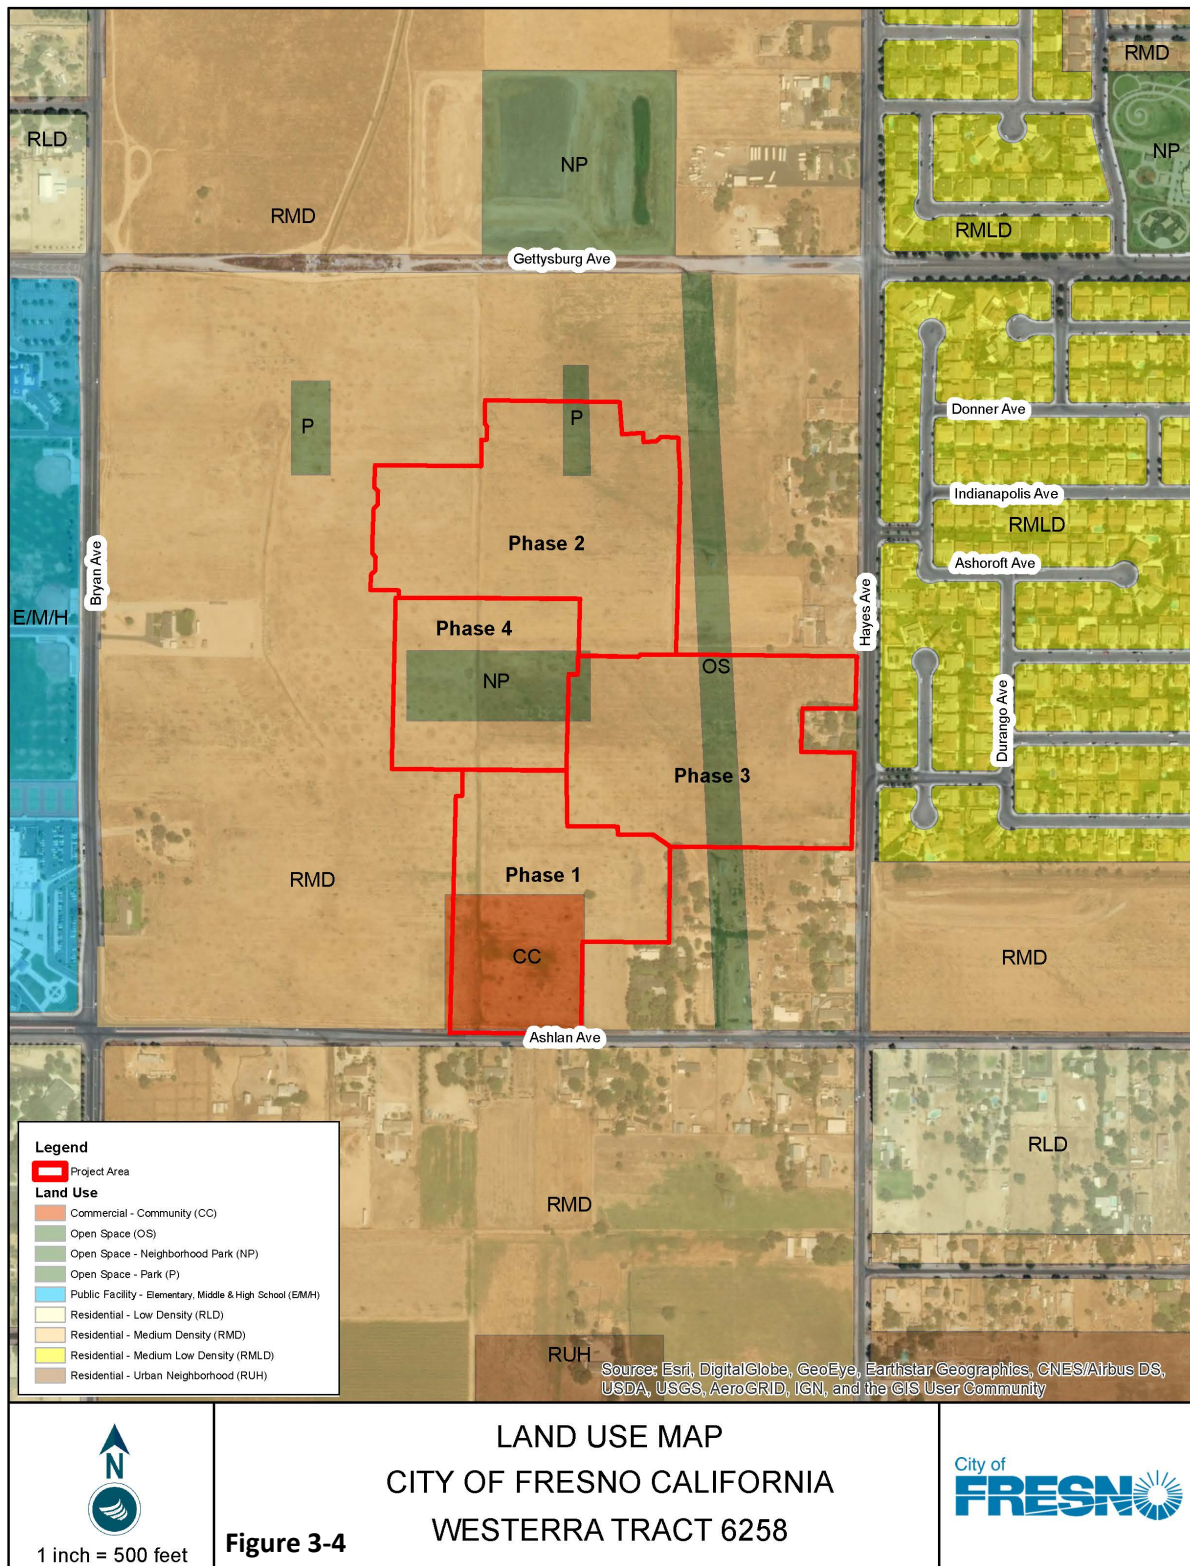 RMD
RLD
NP
NP
RMD
RMLD
Gettysburg Ave
P
P
Donner Ave
Indianapolis Ave
RMLD
Phase 2
Bryan Ave
Ashoroft Ave
Hayes Ave
E/M/H
Phase 4
NP
OS
Durango Ave
Phase 3
Phase 1
RMD
CC
RMD
Ashlan Ave
RLD
RMD
RUH
Legend
Project Area
Land Use
Commercial - Community (CC)
Open Space (OS)
Open Space - Neighborhood Park (NP)
Open Space - Park (P)
Public Facility - Elementary, Middle & High School (E/M/H)
Residential - Low Density (RLD)
Residential - Medium Density (RMD)
Residential - Medium Low Density (RMLD)
Residential - Urban Neighborhood (RUH)
Source: Esri, DigitalGlobe, GeoEye, Earthstar Geographics, CNES/Airbus DS,
USDA, USGS, AeroGRID, IGN, and the GIS User Community
N
1 inch = 500 feet
Figure 3-4
LAND USE MAP
CITY OF FRESNO CALIFORNIA
WESTERRA TRACT 6258
City of
FRESNO